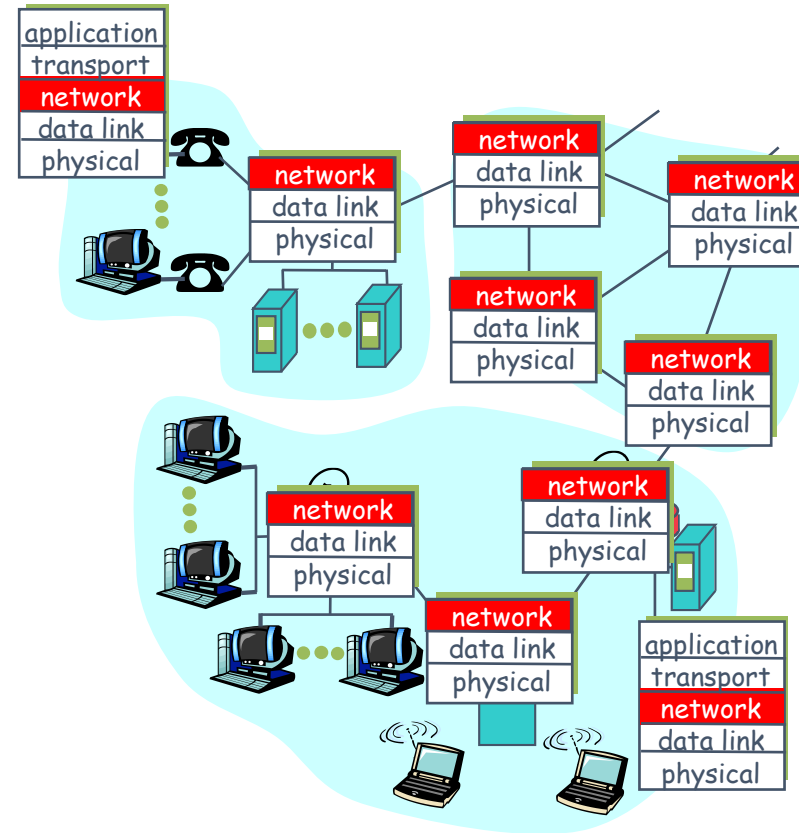 application
transport
network
data link
physical
network
data link
physical
network
data link
physical
network
data link
physical
network
data link
physical
network
data link
physical
network
data link
physical
network
data link
physical
network
data link
physical
application
transport
network
data link
physical